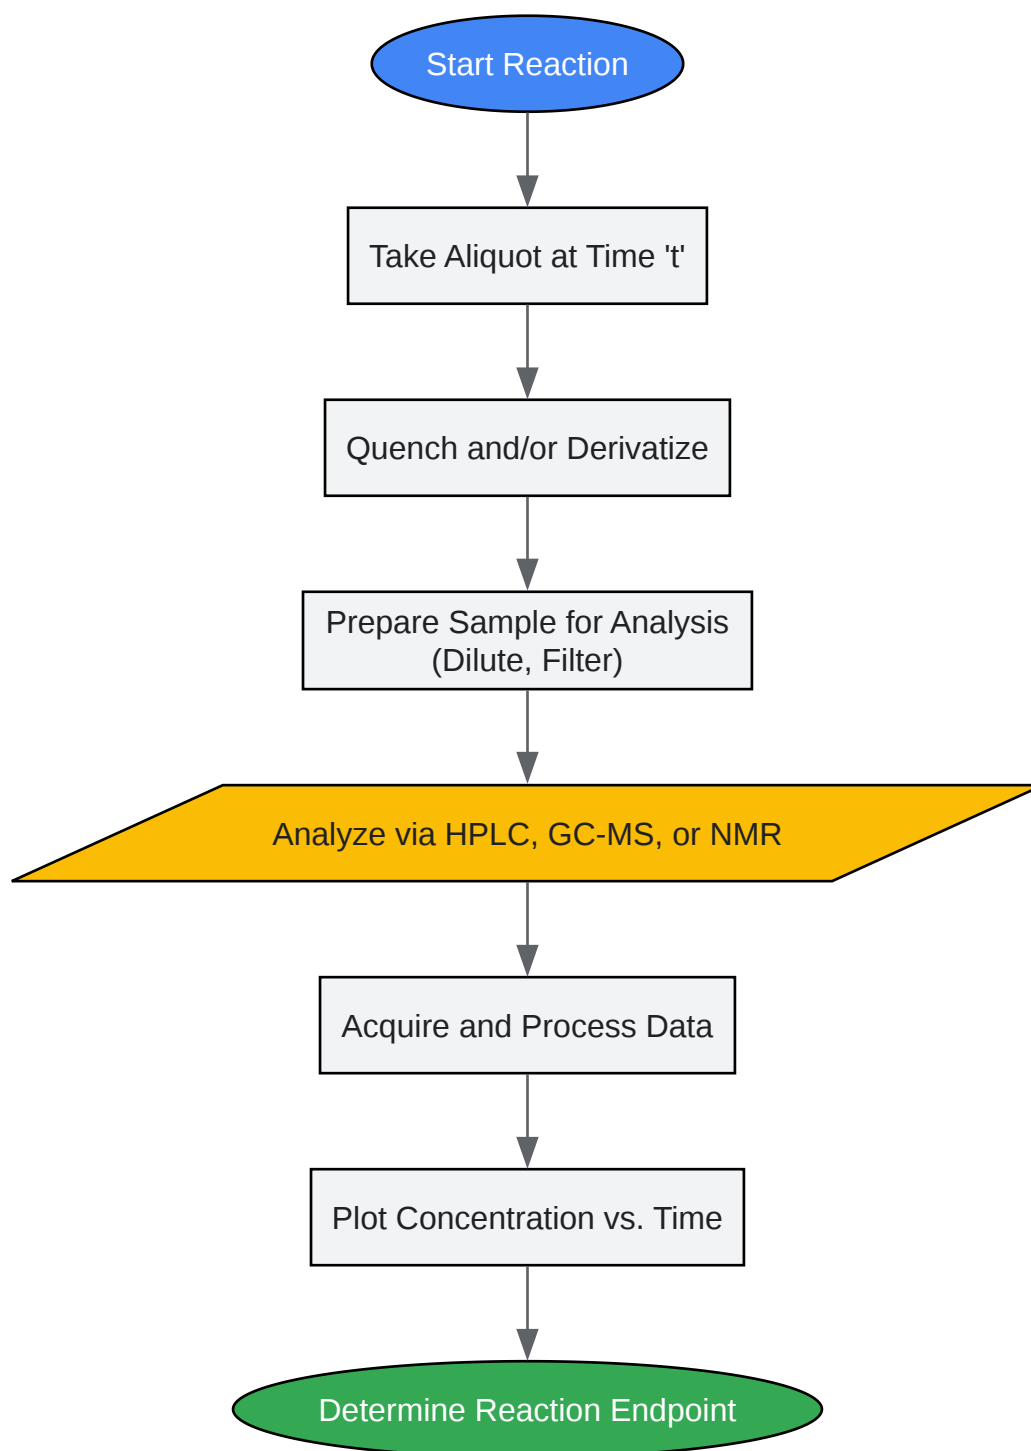 Start Reaction
Take Aliquot at Time 't'
Quench and/or Derivatize
Prepare Sample for Analysis
(Dilute, Filter)
Analyze via HPLC, GC-MS, or NMR
Acquire and Process Data
Plot Concentration vs. Time
Determine Reaction Endpoint